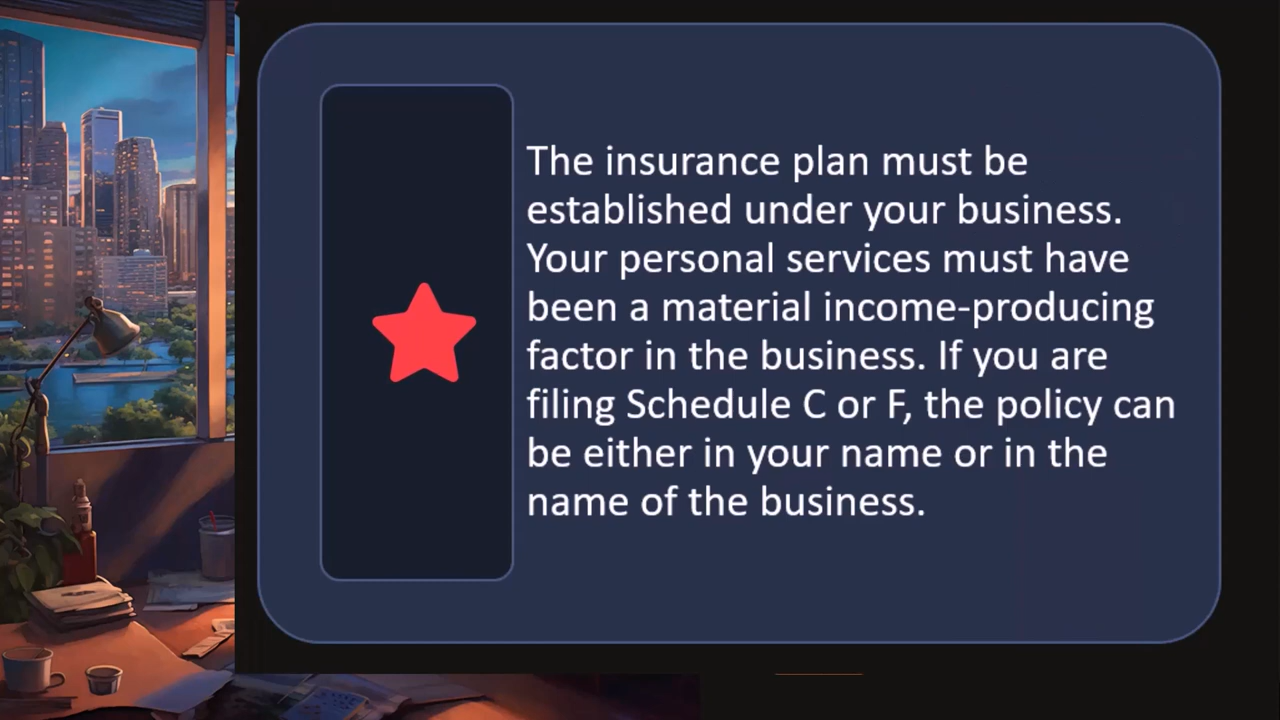 The insurance plan must be
established under your business.
Your personal services must have
been a material income-producing
factor in the business. If you are
filing Schedule C or F, the policy can
be either in your name or in the
name of the business.